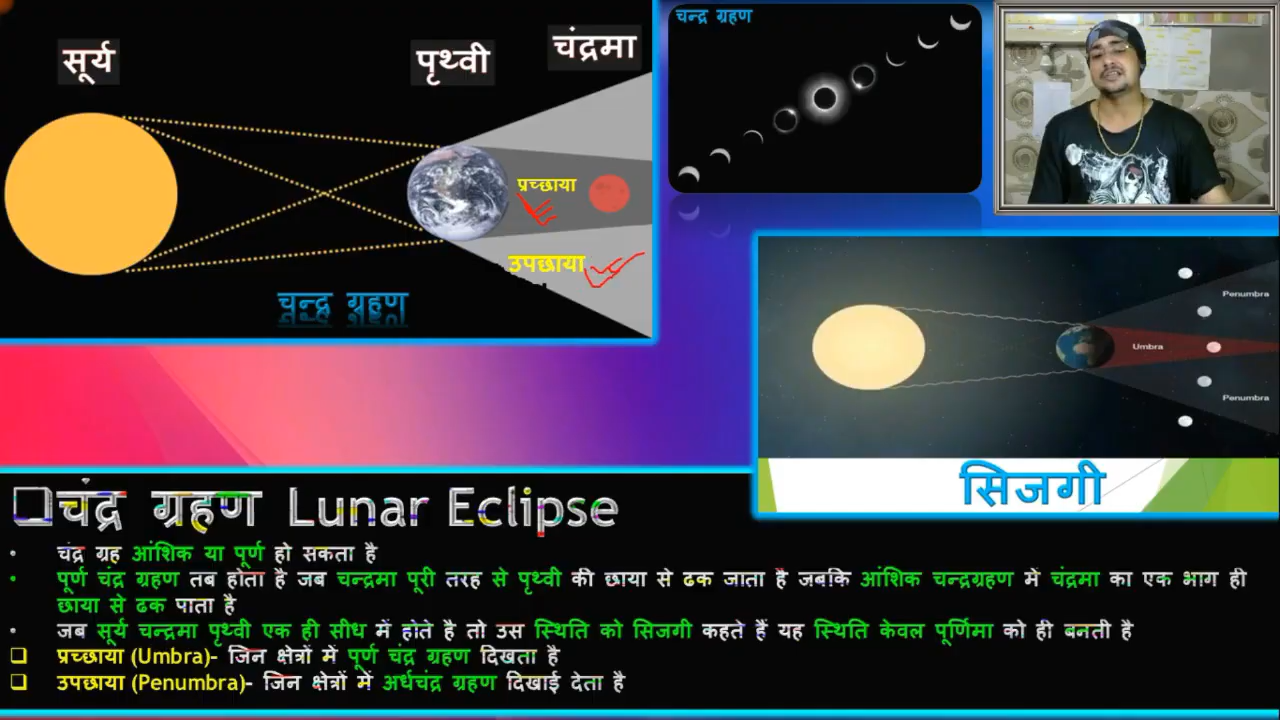 सूर्य
पृथ्वी
चंद्रमा
प्रच्छाया
उपछाया
चन्द्र ग्रहण
चन्द्र ग्रहण
Penumbra
Umbra
Penumbra
सिजगी
चंद्र ग्रहण Lunar Eclipse
• चंद्र ग्रह आंशिक या पूर्ण हो सकता है
• पूर्ण चंद्र ग्रहण तब होता है जब चन्द्रमा पूरी तरह से पृथ्वी की छाया से ढक जाता है जबकि आंशिक चन्द्रग्रहण में चंद्रमा का एक भाग ही
छाया से ढक पाता है
• जब सूर्य चन्द्रमा पृथ्वी एक ही सीध में होते है तो उस स्थिति को सिजगी कहते हैं यह स्थिति केवल पूर्णिमा को ही बनती है
प्रच्छाया (Umbra)- जिन क्षेत्रों में पूर्ण चंद्र ग्रहण दिखता है
उपछाया (Penumbra)- जिन क्षेत्रों में अर्धचंद्र ग्रहण दिखाई देता है